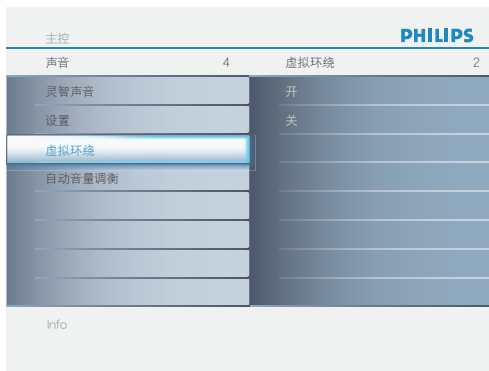 主控 PHILIPS
声音 4 虚拟环绕 2
灵智声音 开
设置 关
虚拟环绕
自动音量调衡
Info